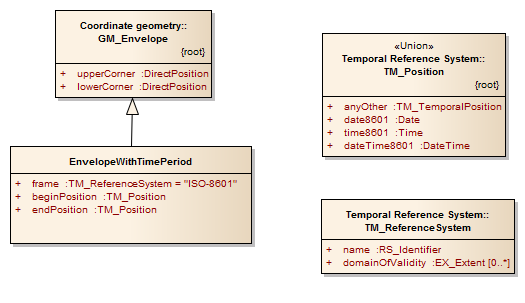 Coordinate geometry::
GM_Envelope
{root}
+ upperCorner :DirectPosition
+ lowerCorner :DirectPosition
EnvelopeWithTimePeriod
+ frame :TM_ReferenceSystem = "ISO-8601"
+ beginPosition :TM_Position
+ endPosition :TM_Position
«Union»
Temporal Reference System::
TM_Position
{root}
+ anyOther :TM_TemporalPosition
+ date8601 :Date
+ time8601 :Time
+ dateTime8601 :DateTime
Temporal Reference System::
TM_ReferenceSystem
+ name :RS_Identifier
+ domainOfValidity :EX_Extent [0..*]